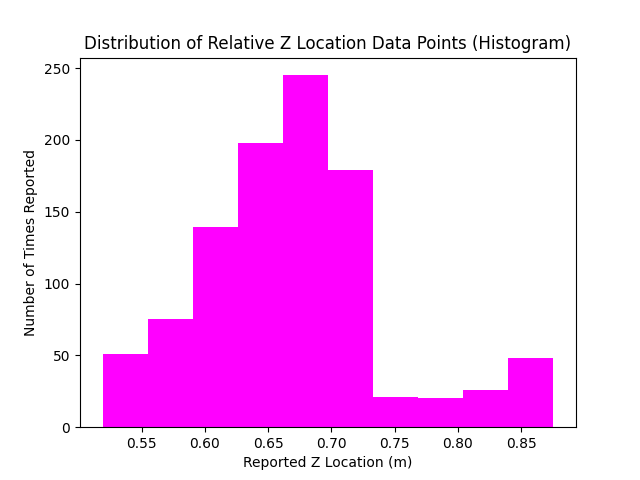 Distribution of Relative Z Location Data Points (Histogram)
250
200
150
100
50
0
Number of Times Reported
0.55 0.60 0.65 0.70 0.75 0.80 0.85
Reported Z Location (m)